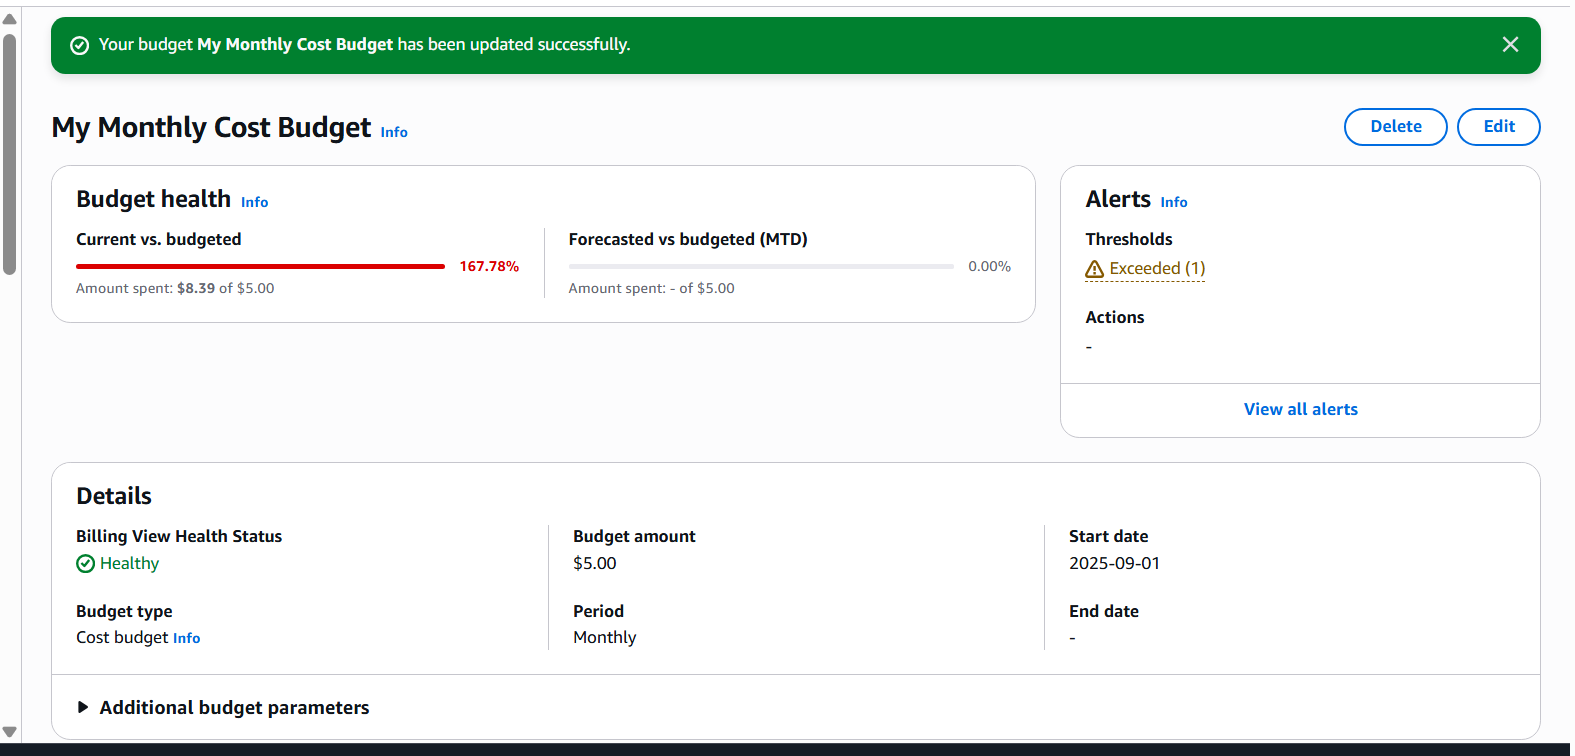 Your budget My Monthly Cost Budget has been updated successfully.
My Monthly Cost Budget Info
Delete
Edit
Budget health Info
Current vs. budgeted
167.78%
Amount spent: $8.39 of $5.00
Forecasted vs budgeted (MTD)
0.00%
Amount spent: - of $5.00
Alerts Info
Thresholds
Exceeded (1)
Actions
-
View all alerts
Details
Billing View Health Status
Healthy
Budget type
Cost budget Info
Budget amount
$5.00
Period
Monthly
Start date
2025-09-01
End date
-
Additional budget parameters